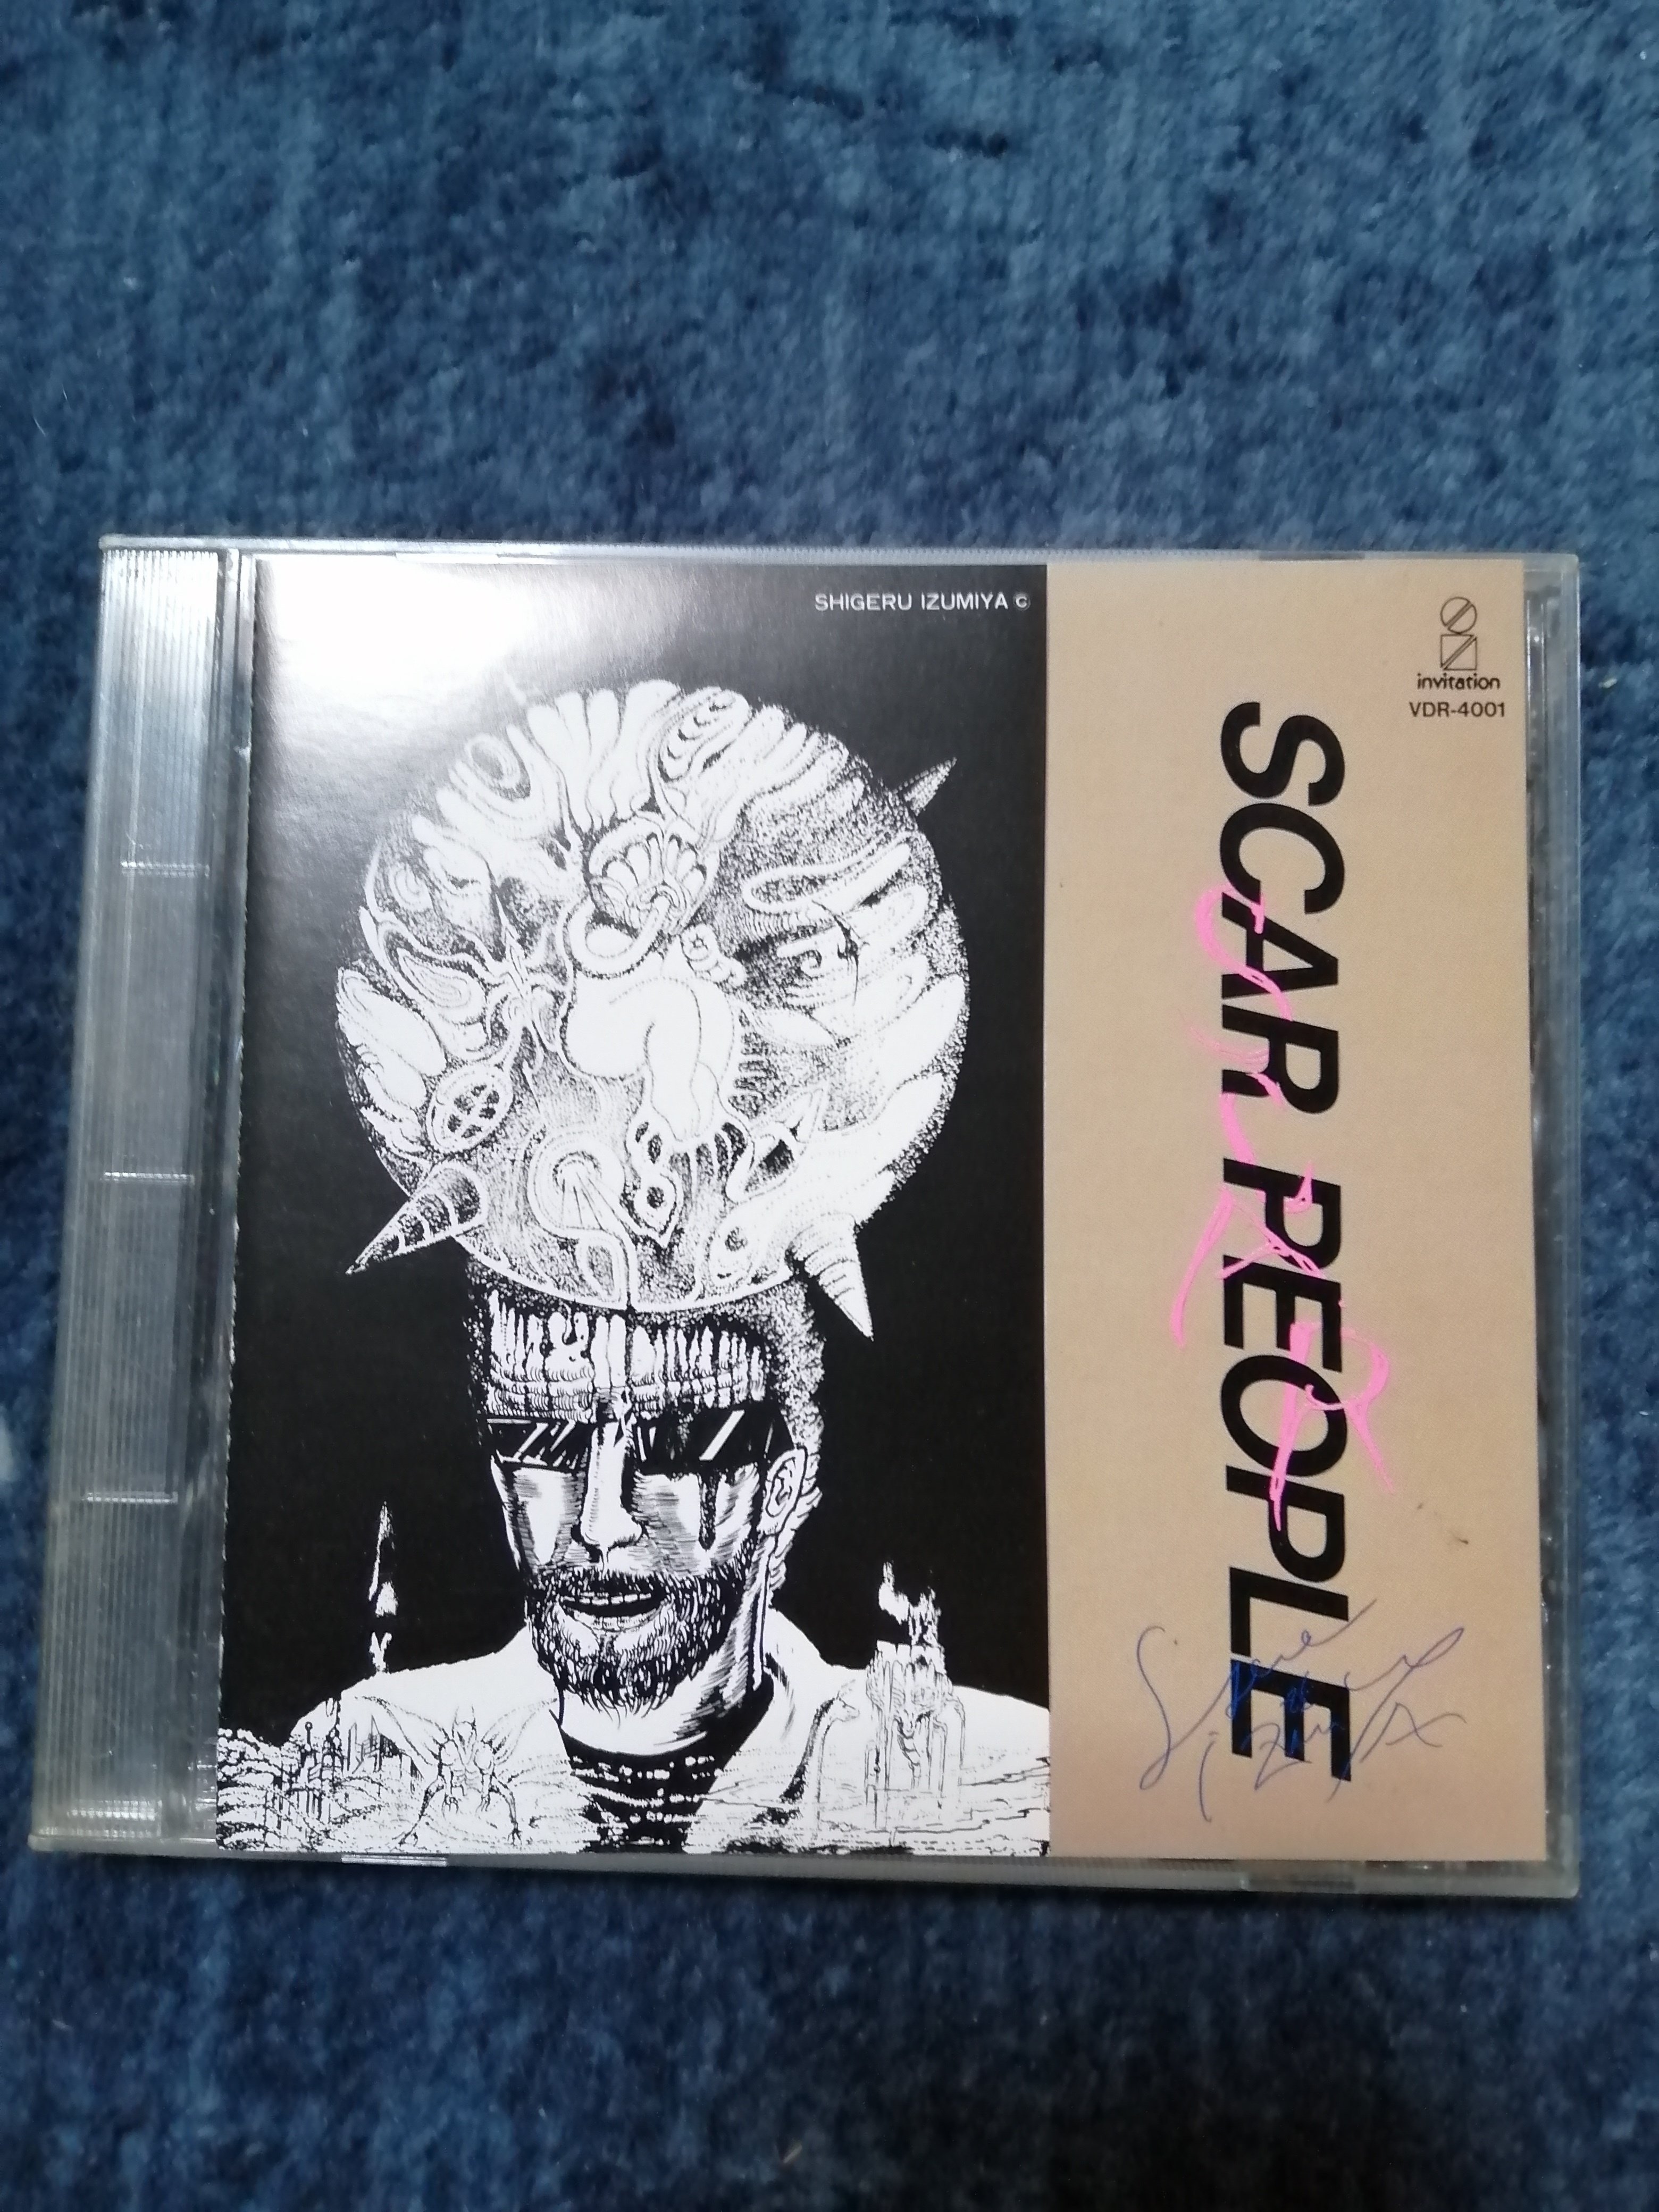 SHIGERU IZUMIYA ©
invitation
VDR-4001
SCAR PEOPLE